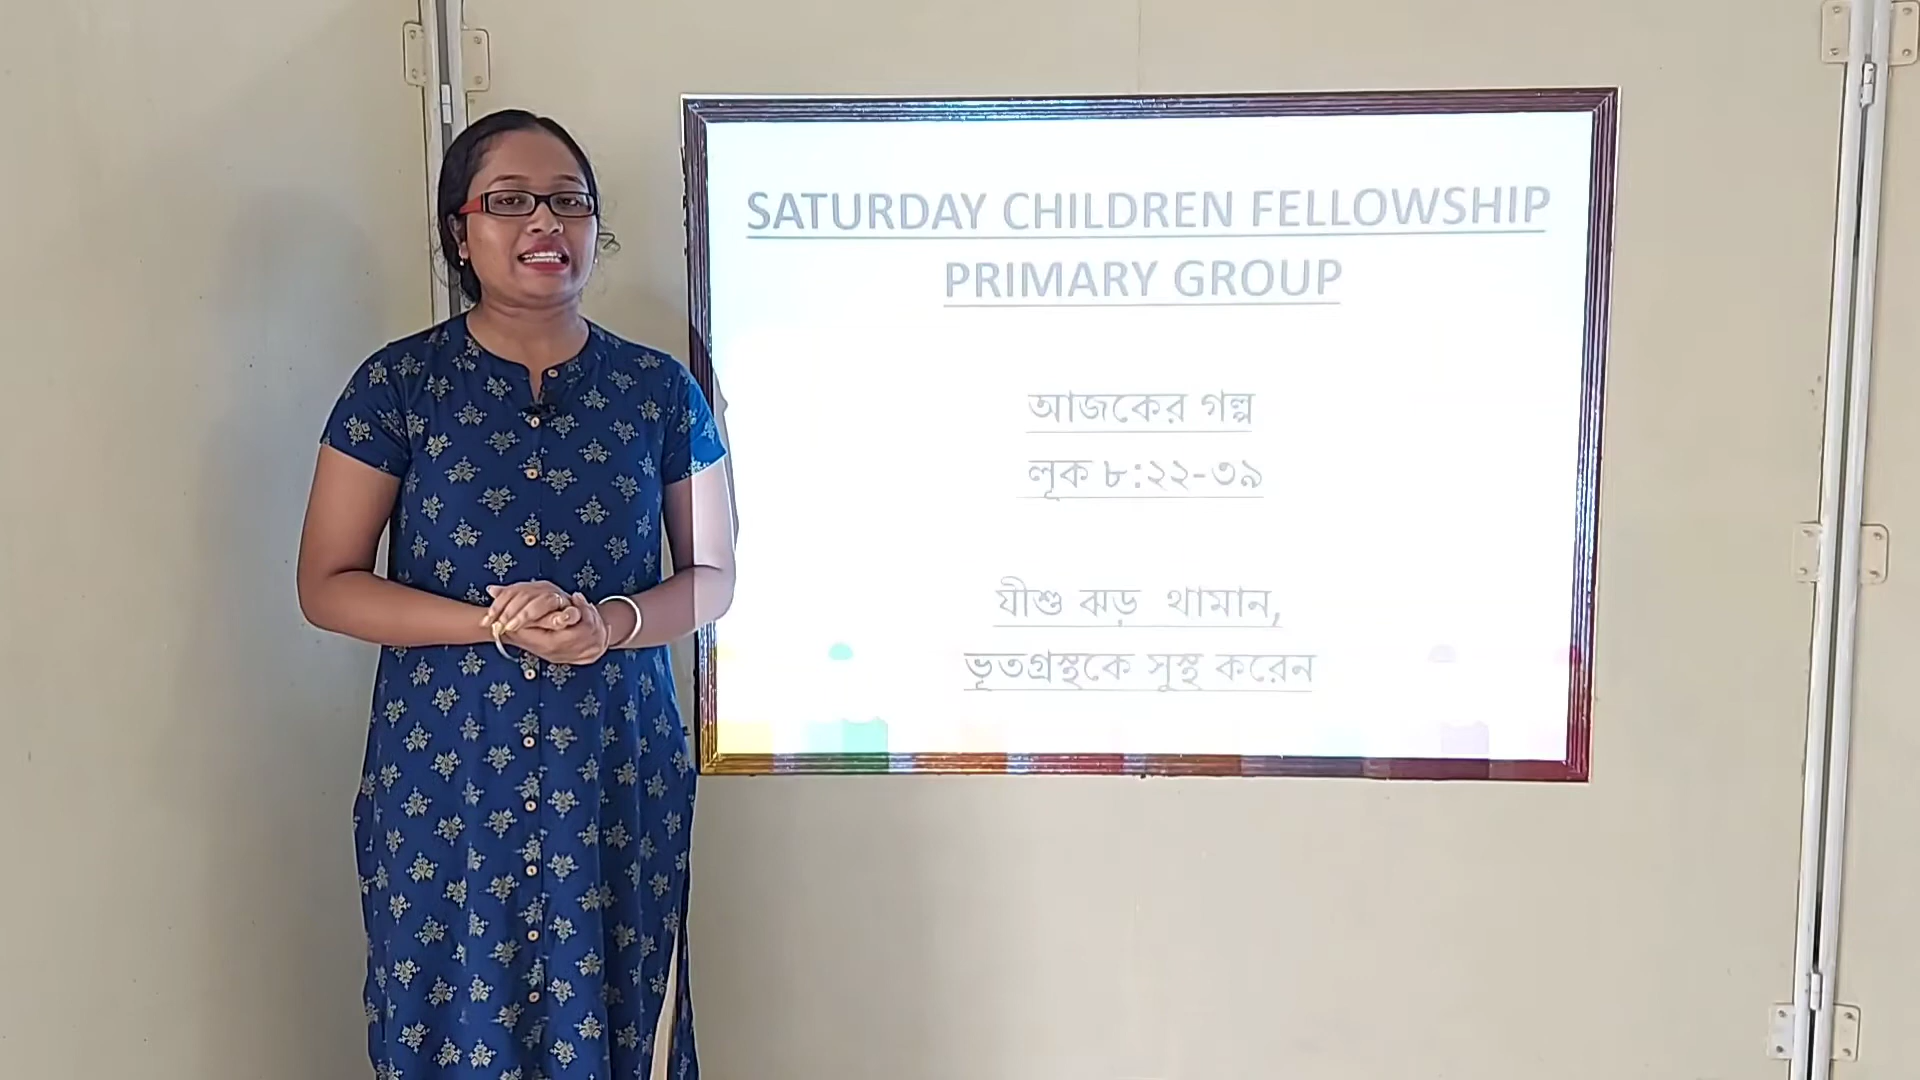 SATURDAY CHILDREN FELLOWSHIP
PRIMARY GROUP
আজকের গল্প
লূক ৮:২২-৩৯
যীশু ঝড় থামান,
ভূতগ্রস্থকে সুস্থ করেন